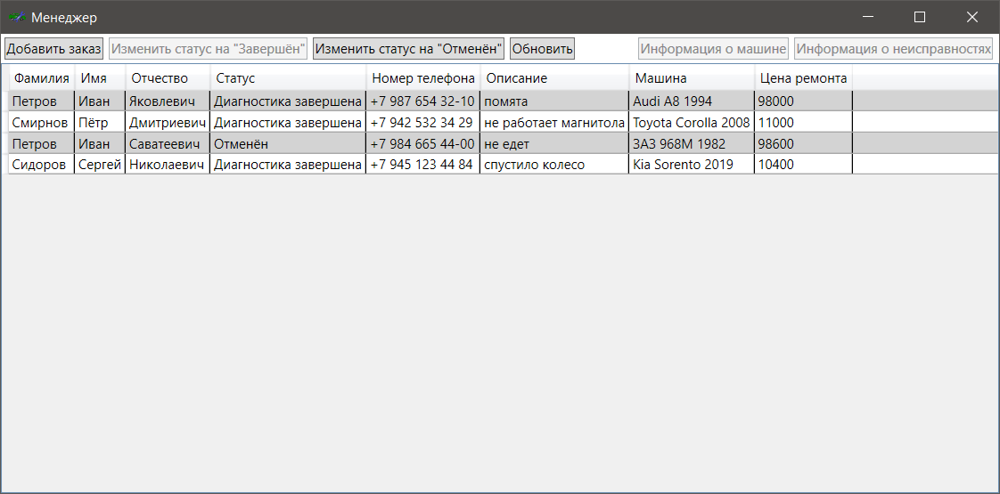 Менеджер
Добавить заказ Изменить статус на "Завершён" Изменить статус на "Отменён" Обновить Информация о машине Информация о неисправностях
Фамилия Имя Отчество Статус Номер телефона Описание Машина Цена ремонта
Петров Иван Яковлевич Диагностика завершена +7 987 654 32-10 помята Audi A8 1994 98000
Смирнов Пётр Дмитриевич Диагностика завершена +7 942 532 34 29 не работает магнитола Toyota Corolla 2008 11000
Петров Иван Саватеевич Отменён +7 984 665 44-00 не едет ЗАЗ 968М 1982 98600
Сидоров Сергей Николаевич Диагностика завершена +7 945 123 44 84 спустило колесо Kia Sorento 2019 10400